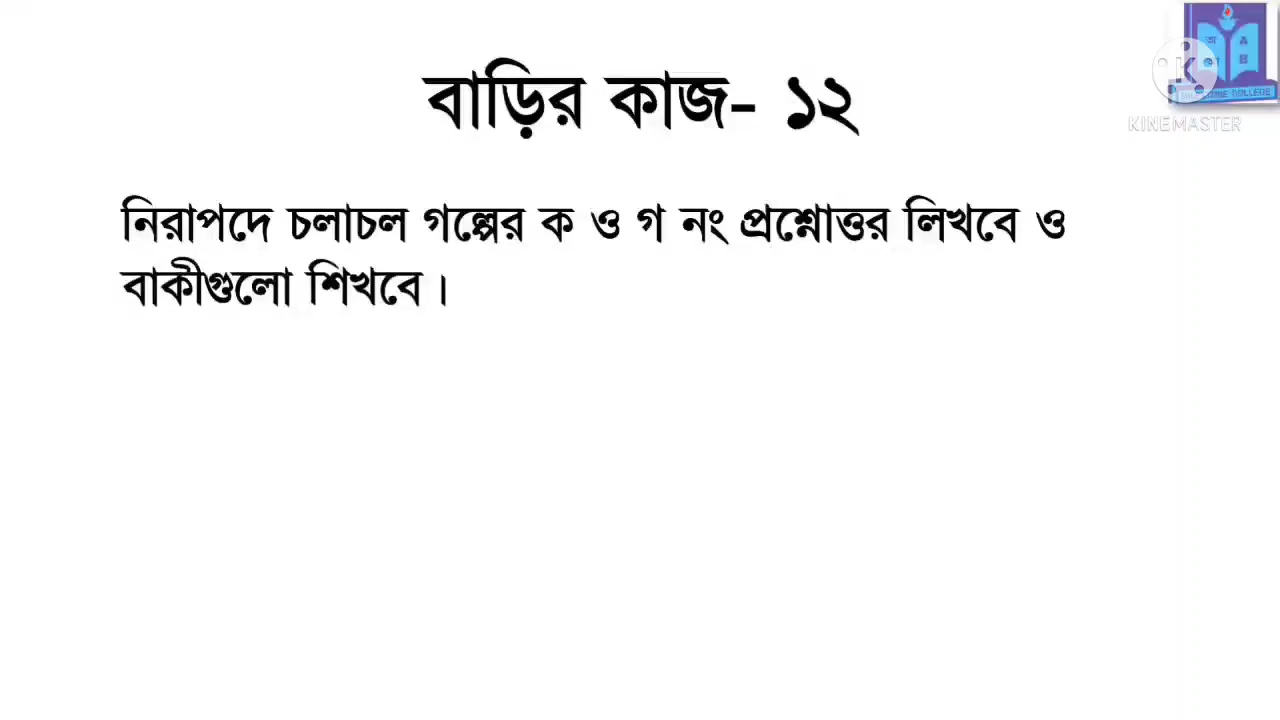 বাড়ির কাজ- ১২
নিরাপদে চলাচল গল্পের ক ও গ নং প্রশ্নোত্তর লিখবে ও
বাকীগুলো শিখবে।
KINEMASTER